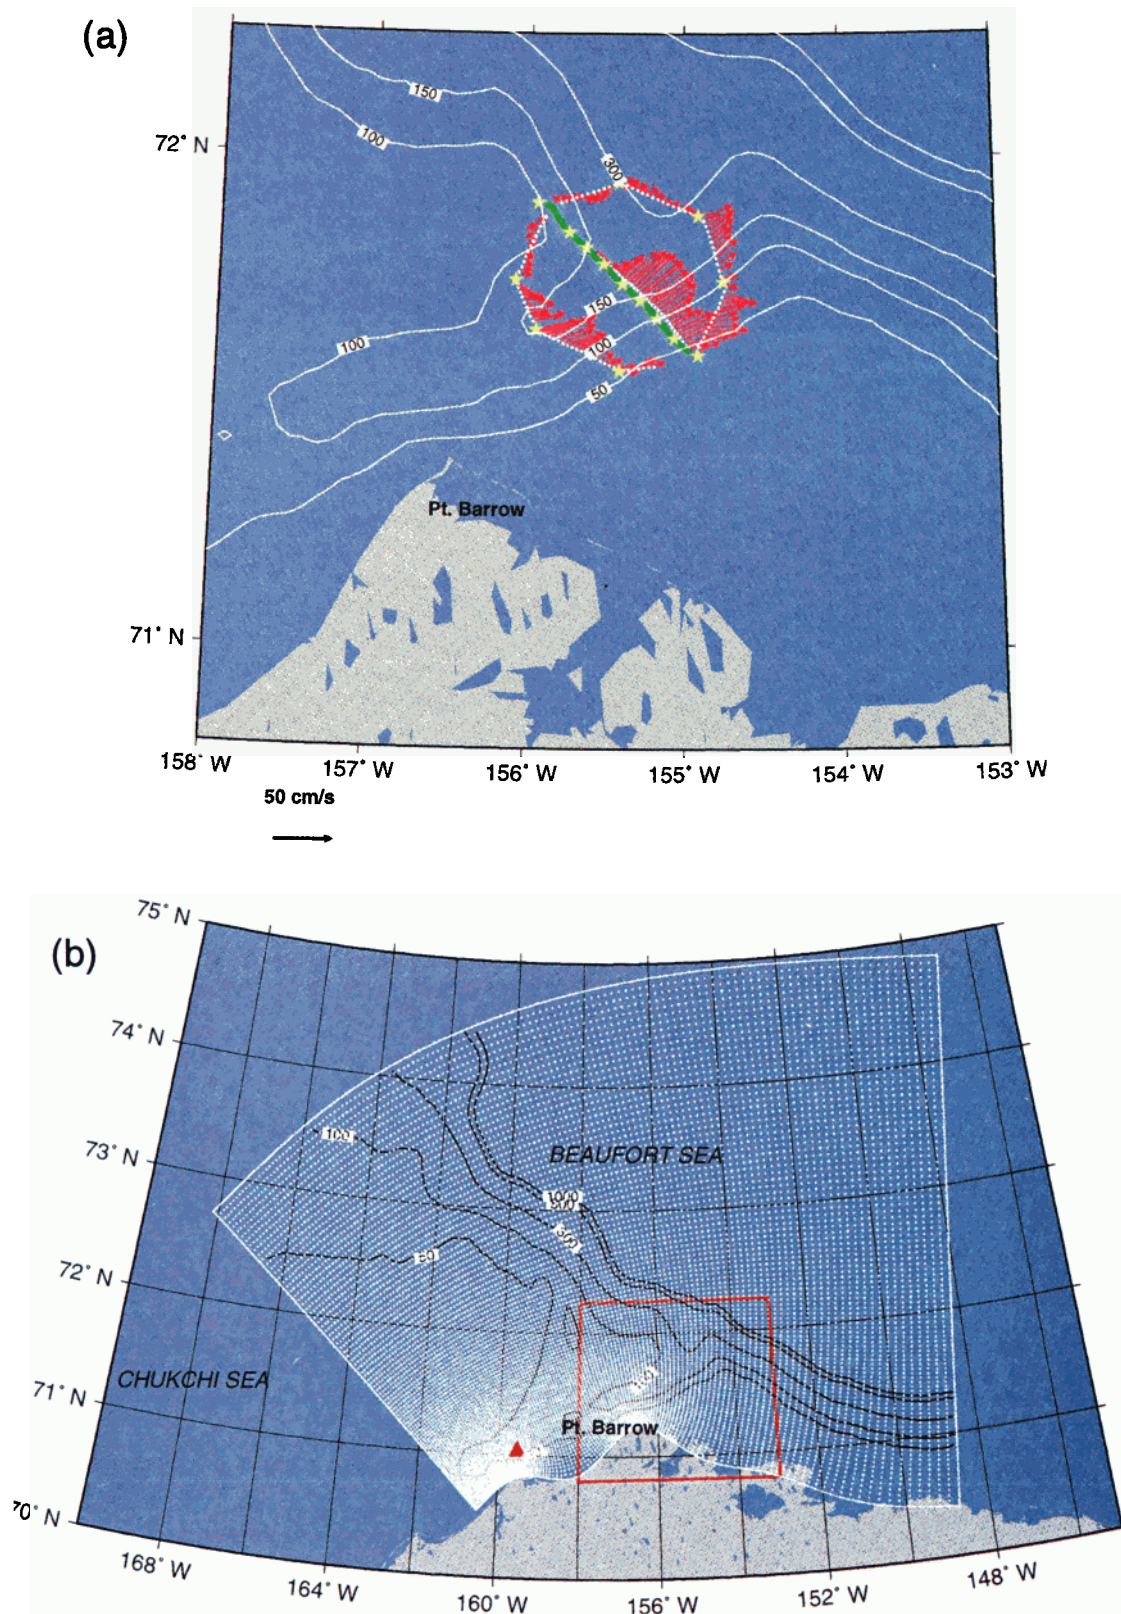 (a)
150
100
72° N
300
150
100
100
50
Pt. Barrow
71° N
158° W
157° W
156° W
155° W
154° W
153° W
50 cm/s
75° N
(b)
74° N
100
73° N
BEAUFORT SEA
1000
300
50
72° N
CHUKCHI SEA
71° N
Pt. Barrow
70° N
168° W
164° W
160° W
156° W
152° W
148° W